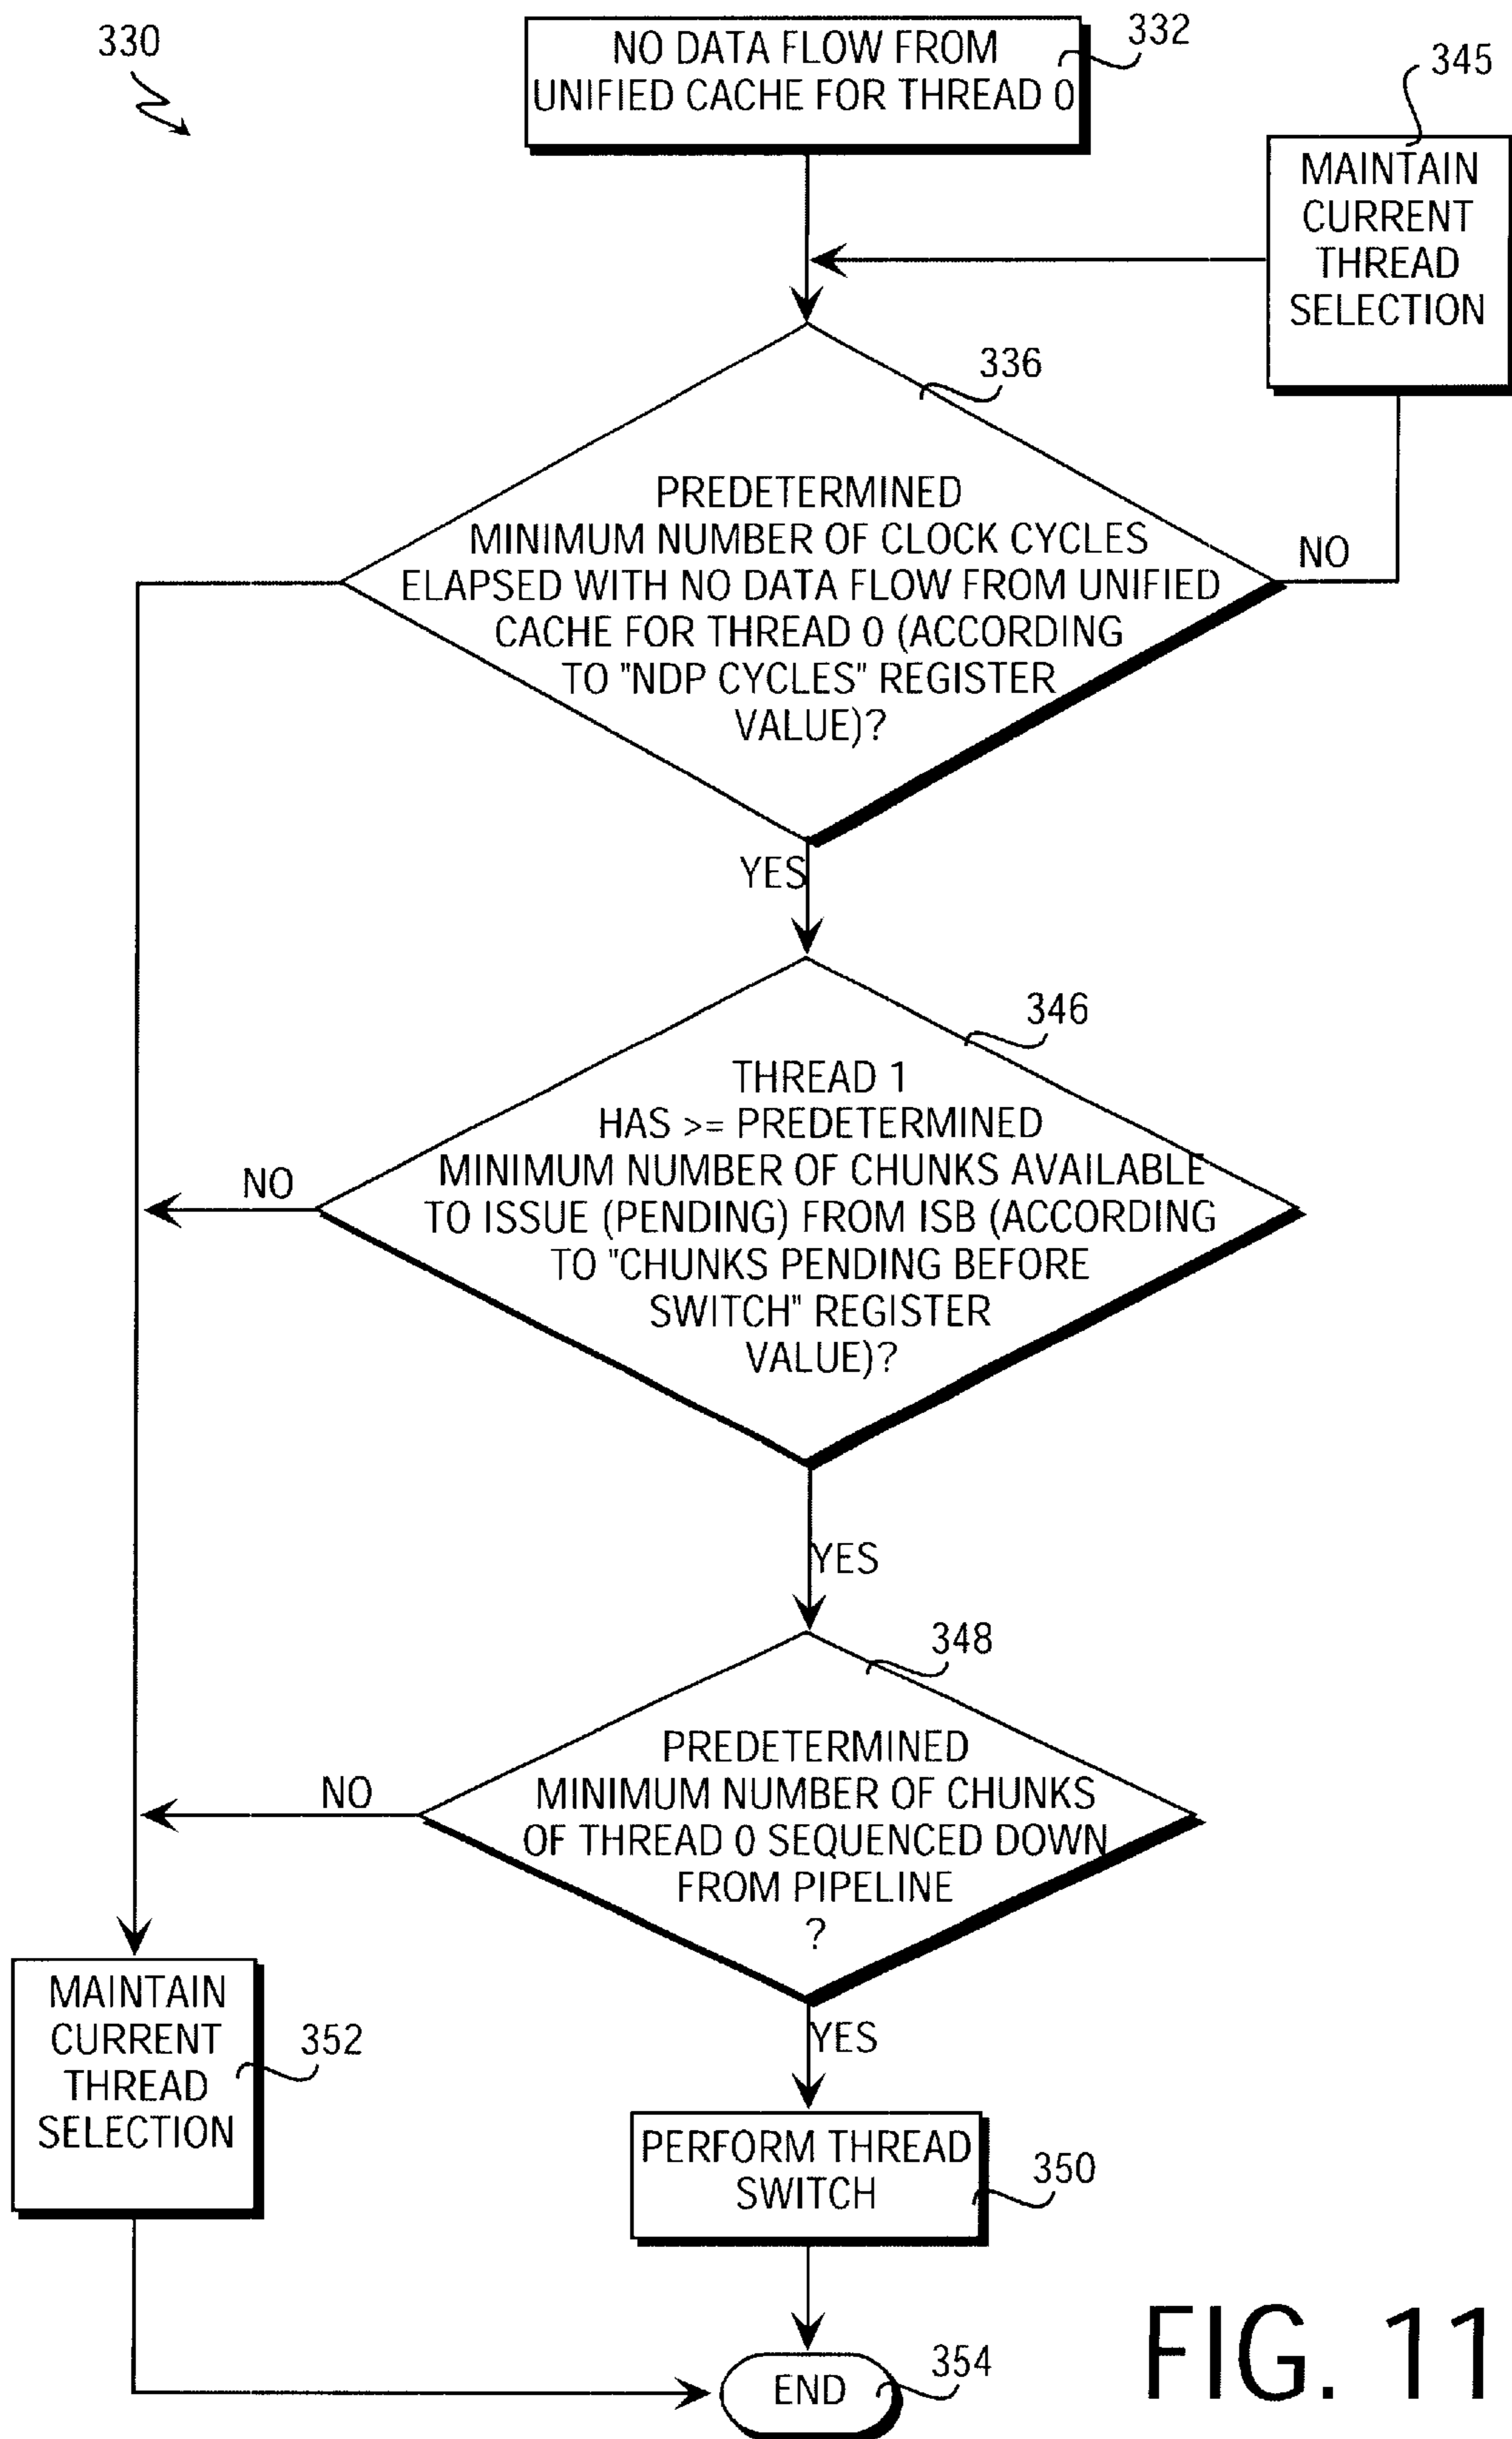 330
NO DATA FLOW FROM
UNIFIED CACHE FOR THREAD 0
332
345
MAINTAIN
CURRENT
THREAD
SELECTION
336
PREDETERMINED
MINIMUM NUMBER OF CLOCK CYCLES
ELAPSED WITH NO DATA FLOW FROM UNIFIED
CACHE FOR THREAD 0 (ACCORDING
TO "NDP CYCLES" REGISTER
VALUE)?
NO
YES
346
THREAD 1
HAS >= PREDETERMINED
MINIMUM NUMBER OF CHUNKS AVAILABLE
TO ISSUE (PENDING) FROM ISB (ACCORDING
TO "CHUNKS PENDING BEFORE
SWITCH" REGISTER
VALUE)?
NO
YES
348
PREDETERMINED
MINIMUM NUMBER OF CHUNKS
OF THREAD 0 SEQUENCED DOWN
FROM PIPELINE
?
NO
YES
MAINTAIN
CURRENT
THREAD
SELECTION
352
PERFORM THREAD
SWITCH
350
END
354
FIG. 11